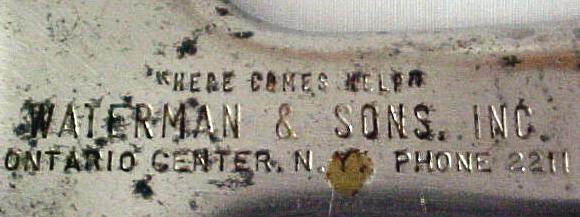 "HERE COMES HELP"
WATERMAN & SONS, INC.
ONTARIO CENTER, N.Y. PHONE 2211